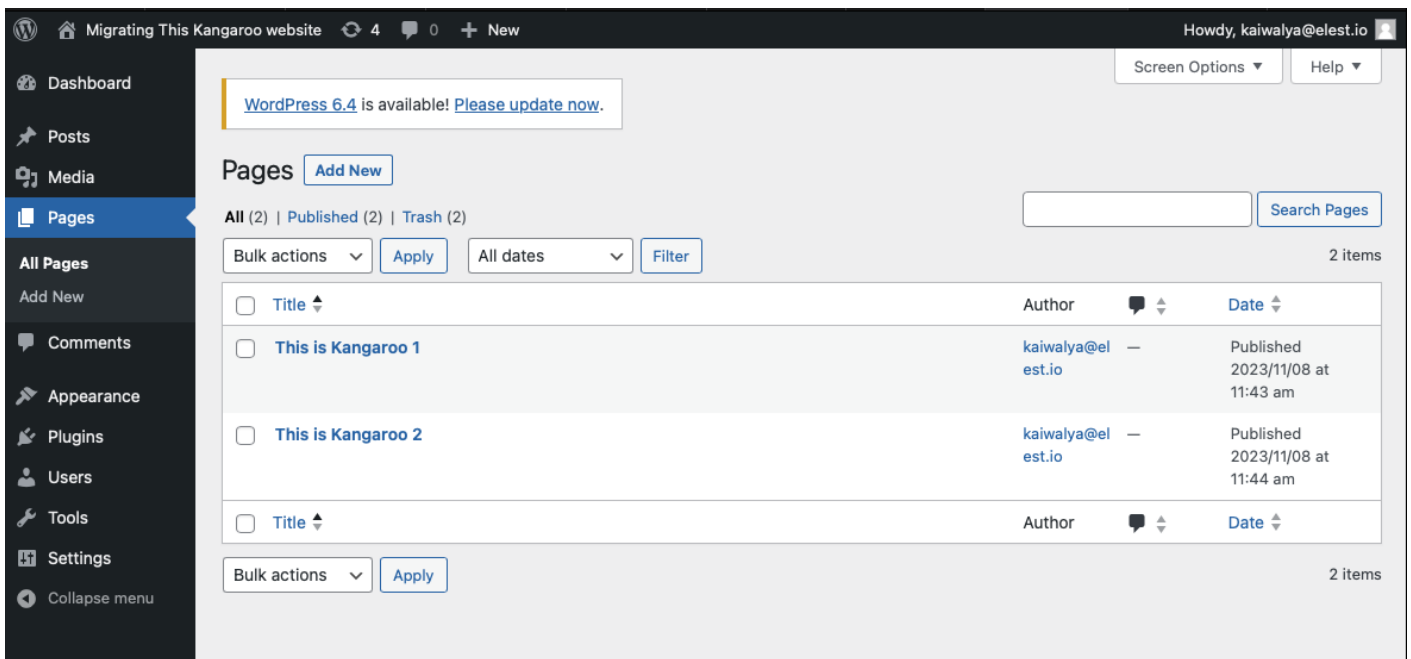 Migrating This Kangaroo website 4 0 New Howdy, kaiwalya@elest.io
Screen Options Help
Dashboard
Posts
Media
Pages
All Pages
Add New
Comments
Appearance
Plugins
Users
Tools
Settings
Collapse menu
WordPress 6.4 is available! Please update now.
Pages Add New
All (2) | Published (2) | Trash (2)
Search Pages
Bulk actions Apply All dates Filter 2 items
Title Author Date
This is Kangaroo 1 kaiwalya@el — Published
est.io 2023/11/08 at
11:43 am
This is Kangaroo 2 kaiwalya@el — Published
est.io 2023/11/08 at
11:44 am
Title Author Date
Bulk actions Apply 2 items